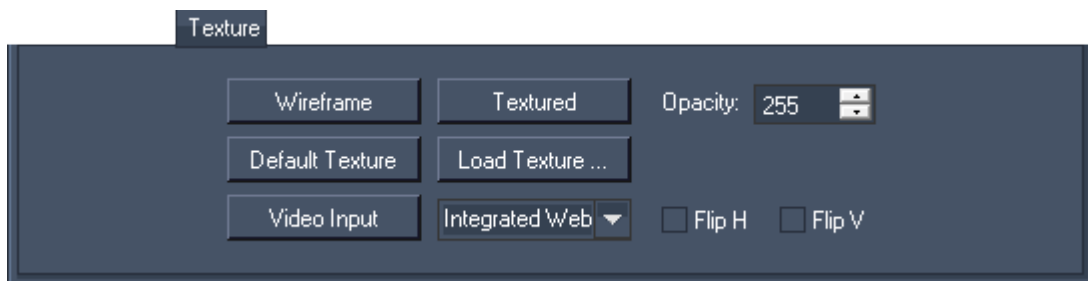 Texture
Wireframe Textured Opacity: 255
Default Texture Load Texture ...
Video Input Integrated Web Flip H Flip V